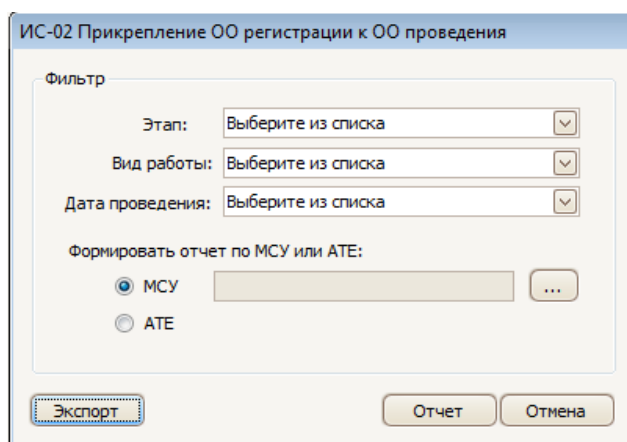 ИС-02 Прикрепление ОО регистрации к ОО проведения
Фильтр
Этап: Выберите из списка
Вид работы: Выберите из списка
Дата проведения: Выберите из списка
Формировать отчет по МСУ или АТЕ:
МСУ ...
АТЕ
Экспорт Отчет Отмена